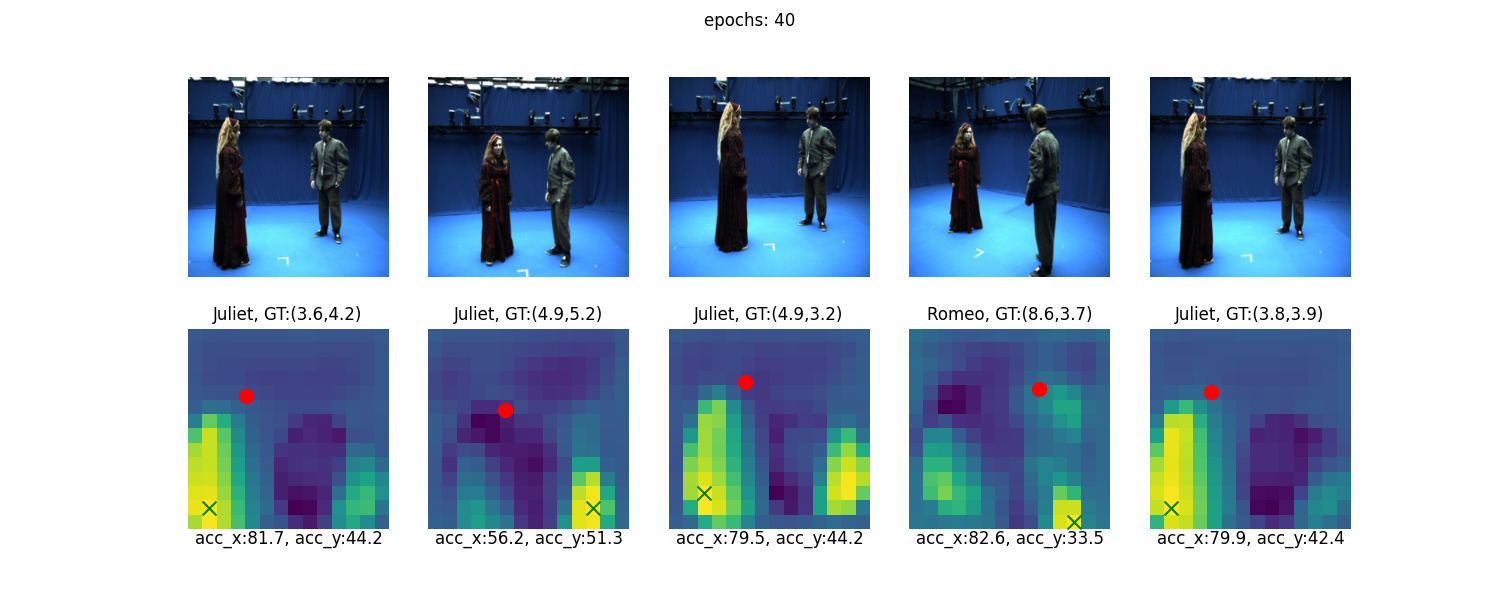 epochs: 40
Juliet, GT:(3.6,4.2)
Juliet, GT:(4.9,5.2)
Juliet, GT:(4.9,3.2)
Romeo, GT:(8.6,3.7)
Juliet, GT:(3.8,3.9)
acc_x:81.7, acc_y:44.2
acc_x:56.2, acc_y:51.3
acc_x:79.5, acc_y:44.2
acc_x:82.6, acc_y:33.5
acc_x:79.9, acc_y:42.4